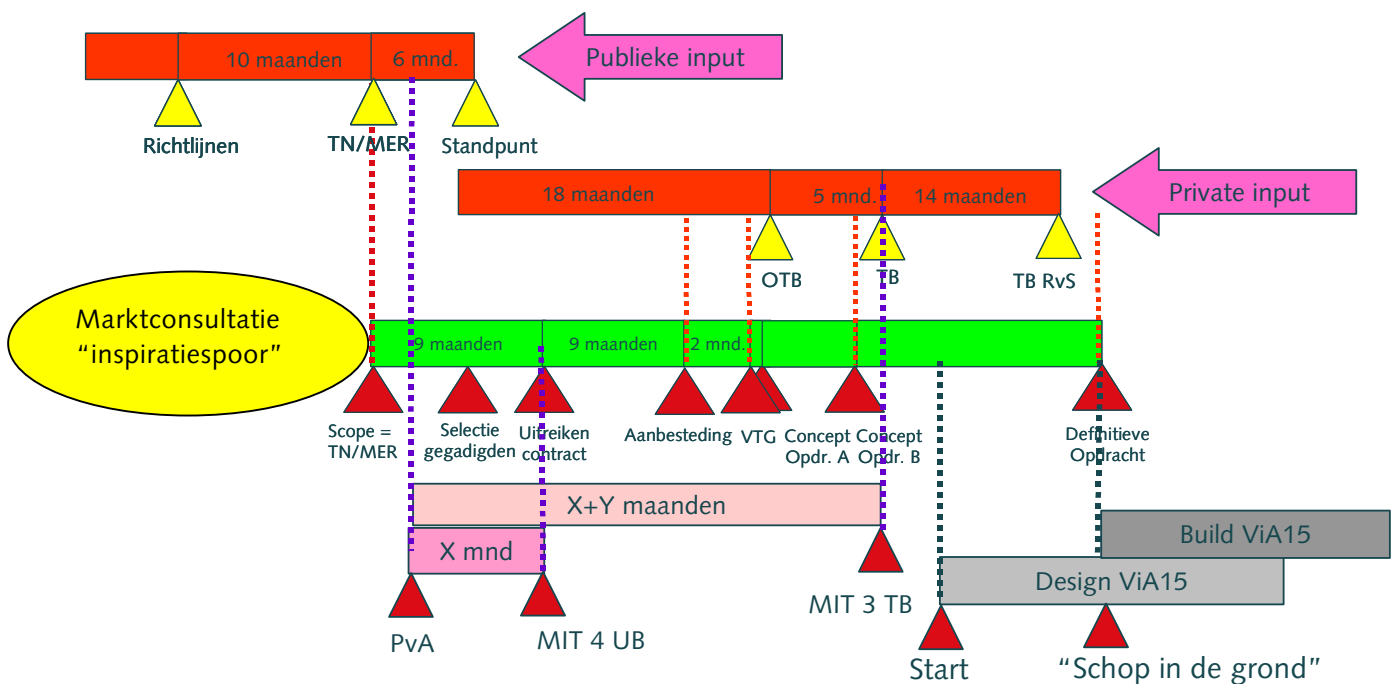 10 maanden
6 mnd.
Publieke input
Richtlijnen
TN/MER
Standpunt
18 maanden
5 mnd.
14 maanden
Private input
OTB
TB
TB RvS
Marktconsultatie
“inspiratiespoor”
9 maanden
9 maanden
2 mnd.
Scope =
TN/MER
Selectie
gegadigden
Uitreiken
contract
Aanbesteding
VTG
Concept
Opdr. A
Concept
Opdr. B
Definitieve
Opdracht
X+Y maanden
X mnd
Build ViA15
Design ViA15
MIT 3 TB
PvA
MIT 4 UB
Start
“Schop in de grond”